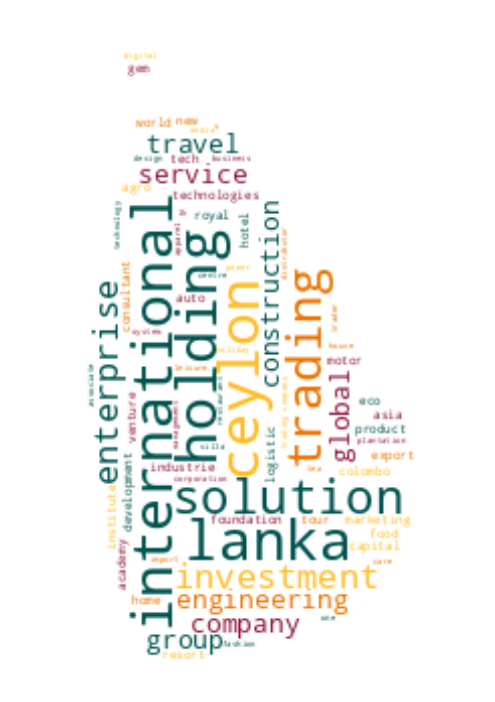 digital
gem
world
new
media
travel
design
tech
business
service
agro
technologies
technology
international
holding
royal
hotel
construction
distributor
apparel
centre
power
consultant
enterprise
auto
ceylon
trading
trader
system
holiday
house
leisure
motor
associate
venture
management
restaurant
trading company
global
eco
asia
product
plantation
logistic
villa
export
industrie
tea
colombo
corporation
development
institute
solution
foundation
tour
marketing
lanka
food
capital
academy
import
care
investment
home
engineering
one
company
group
fashion
resort